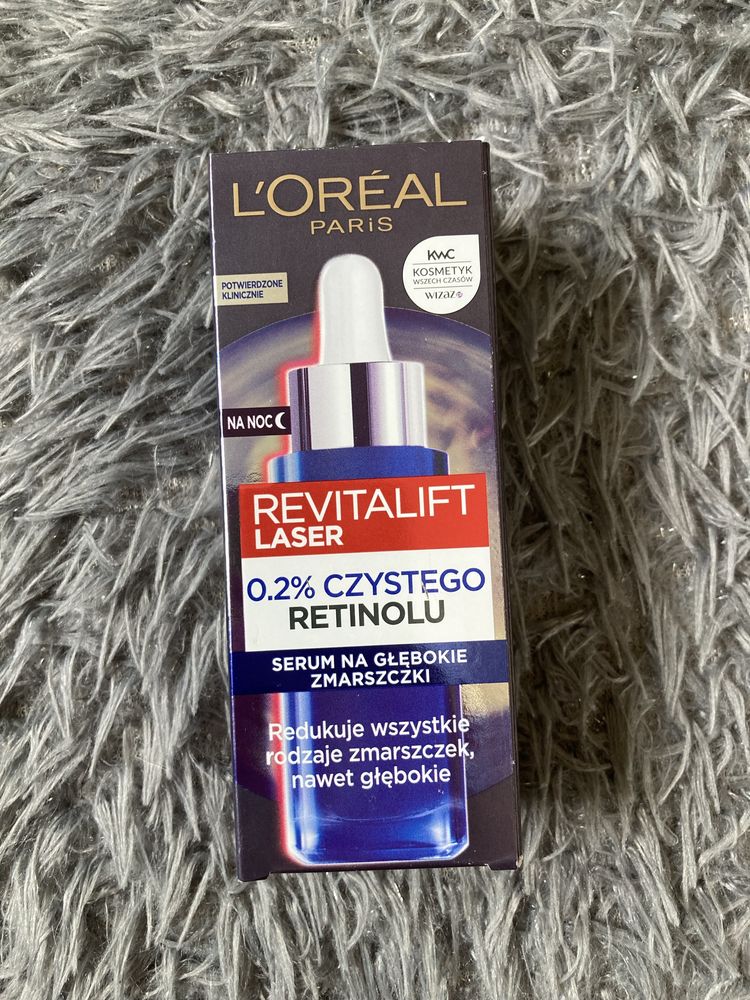 L'ORÉAL
PARiS
KWC
KOSMETYK
WSZECH CZASÓW
WIZAZ
POTWIERDZONE
KLINICZNIE
NA NOC
REVITALIFT
LASER
0.2% CZYSTEGO
RETINOLU
SERUM NA GŁĘBOKIE
ZMARSZCZKI
Redukuje wszystkie
rodzaje zmarszczek,
nawet głębokie